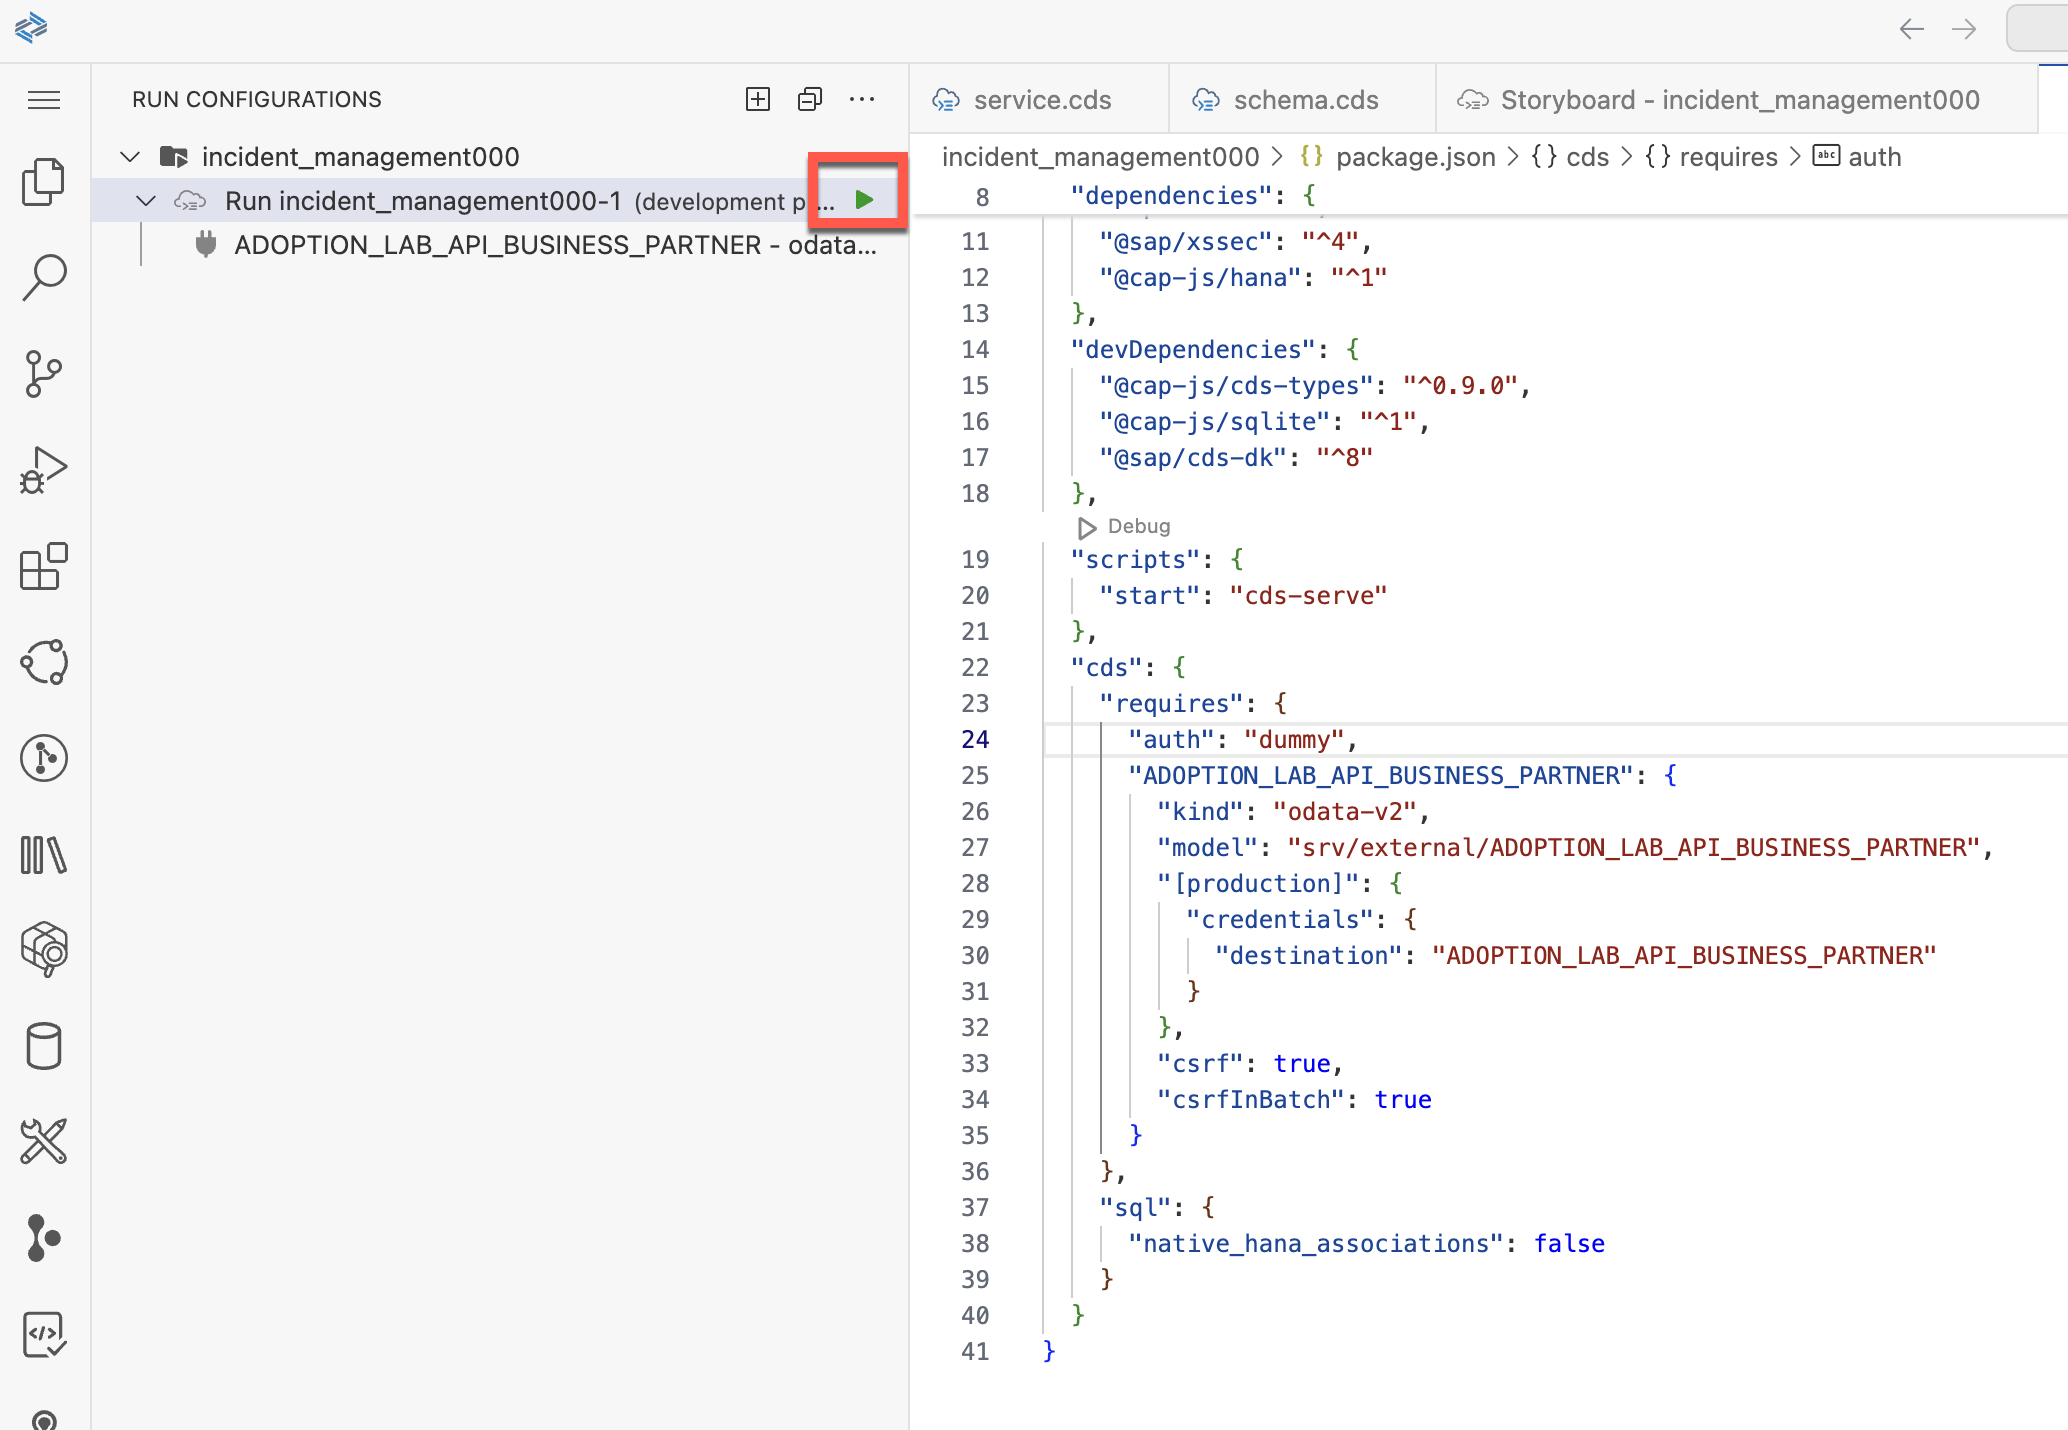 RUN CONFIGURATIONS
incident_management000
Run incident_management000-1 (development p...
ADOPTION_LAB_API_BUSINESS_PARTNER - odata...
service.cds
schema.cds
Storyboard - incident_management000
incident_management000 > {} package.json > {} cds > {} requires > abc auth
8 "dependencies": {
11 "@sap/xssec": "^4",
12 "@cap-js/hana": "^1"
13 },
14 "devDependencies": {
15 "@cap-js/cds-types": "^0.9.0",
16 "@cap-js/sqlite": "^1",
17 "@sap/cds-dk": "^8"
18 },
Debug
19 "scripts": {
20 "start": "cds-serve"
21 },
22 "cds": {
23 "requires": {
24 "auth": "dummy",
25 "ADOPTION_LAB_API_BUSINESS_PARTNER": {
26 "kind": "odata-v2",
27 "model": "srv/external/ADOPTION_LAB_API_BUSINESS_PARTNER",
28 "[production]": {
29 "credentials": {
30 "destination": "ADOPTION_LAB_API_BUSINESS_PARTNER"
31 }
32 },
33 "csrf": true,
34 "csrfInBatch": true
35 }
36 },
37 "sql": {
38 "native_hana_associations": false
39 }
40 }
41 }